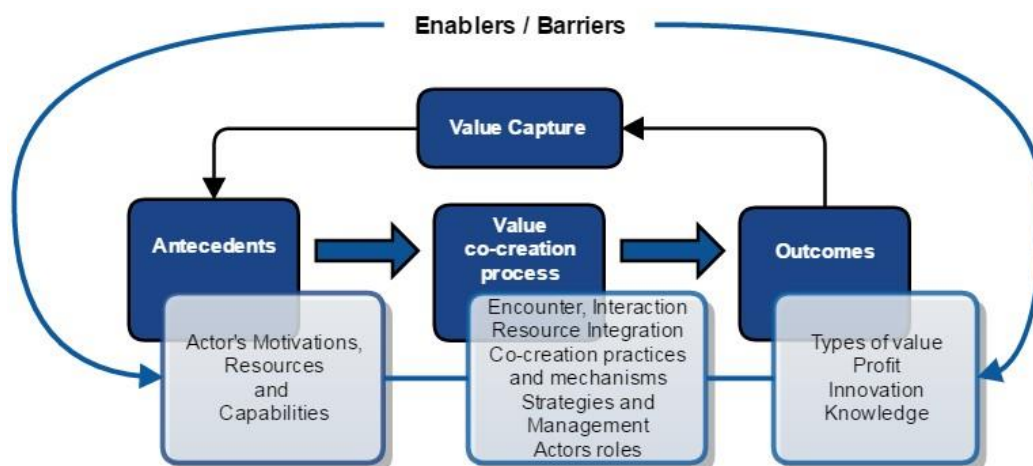 Enablers / Barriers
Value Capture
Antecedents
Value
co-creation
process
Outcomes
Actor's Motivations,
Resources
and
Capabilities
Encounter, Interaction
Resource Integration
Co-creation practices
and mechanisms
Strategies and
Management
Actors roles
Types of value
Profit
Innovation
Knowledge